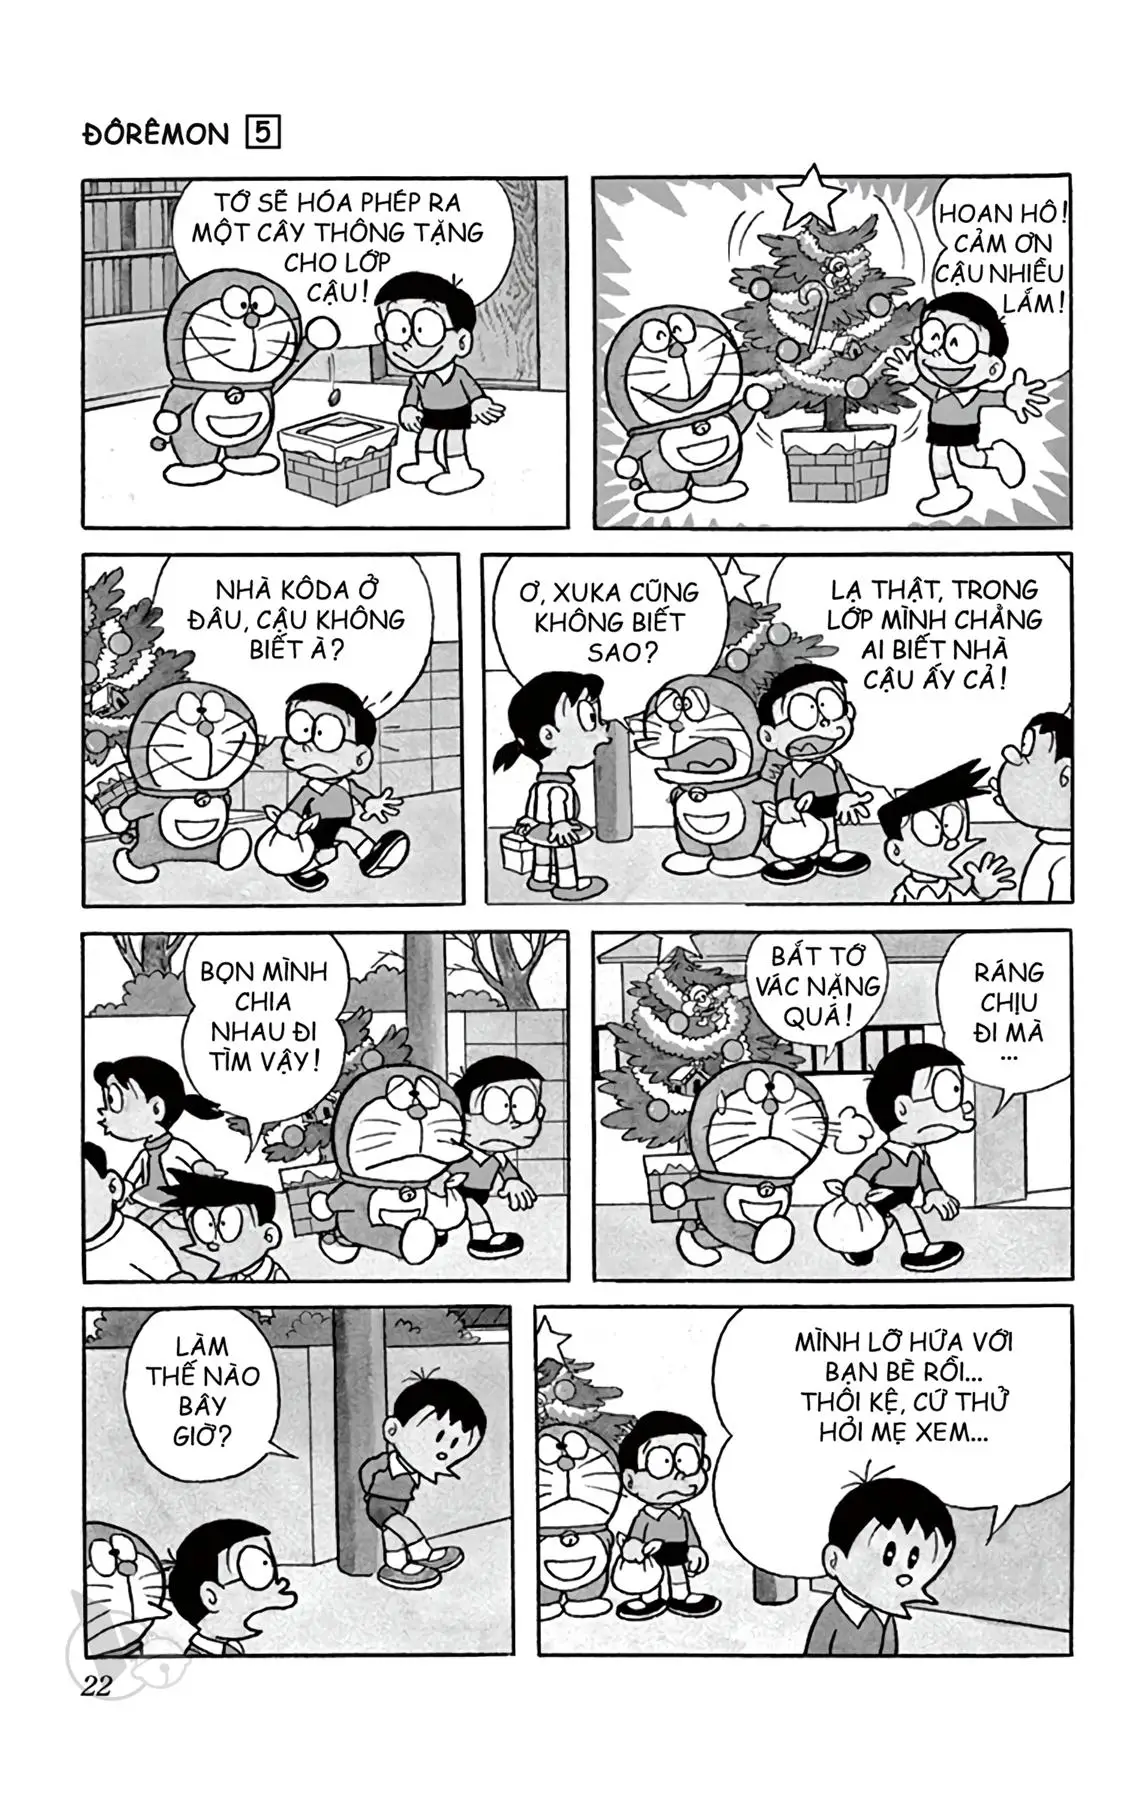 ĐÔRÊMON 5
TỚ SẼ HÓA PHÉP RA
MỘT CÂY THÔNG TẶNG
CHO LỚP
CẬU!
HOAN HÔ!
CẢM ƠN
CẬU NHIỀU
LẮM!
NHÀ KÔDA Ở
ĐÂU, CẬU KHÔNG
BIẾT À?
Ơ, XUKA CŨNG
KHÔNG BIẾT
SAO?
LẠ THẬT, TRONG
LỚP MÌNH CHẲNG
AI BIẾT NHÀ
CẬU ẤY CẢ!
BỌN MÌNH
CHIA
NHAU ĐI
TÌM VẬY!
BẮT TỚ
VÁC NẶNG
QUÁ!
RÁNG
CHỊU
ĐI MÀ
...
LÀM
THẾ NÀO
BÂY
GIỜ?
MÌNH LỠ HỨA VỚI
BẠN BÈ RỒI...
THÔI KỆ, CỨ THỬ
HỎI MẸ XEM...
22